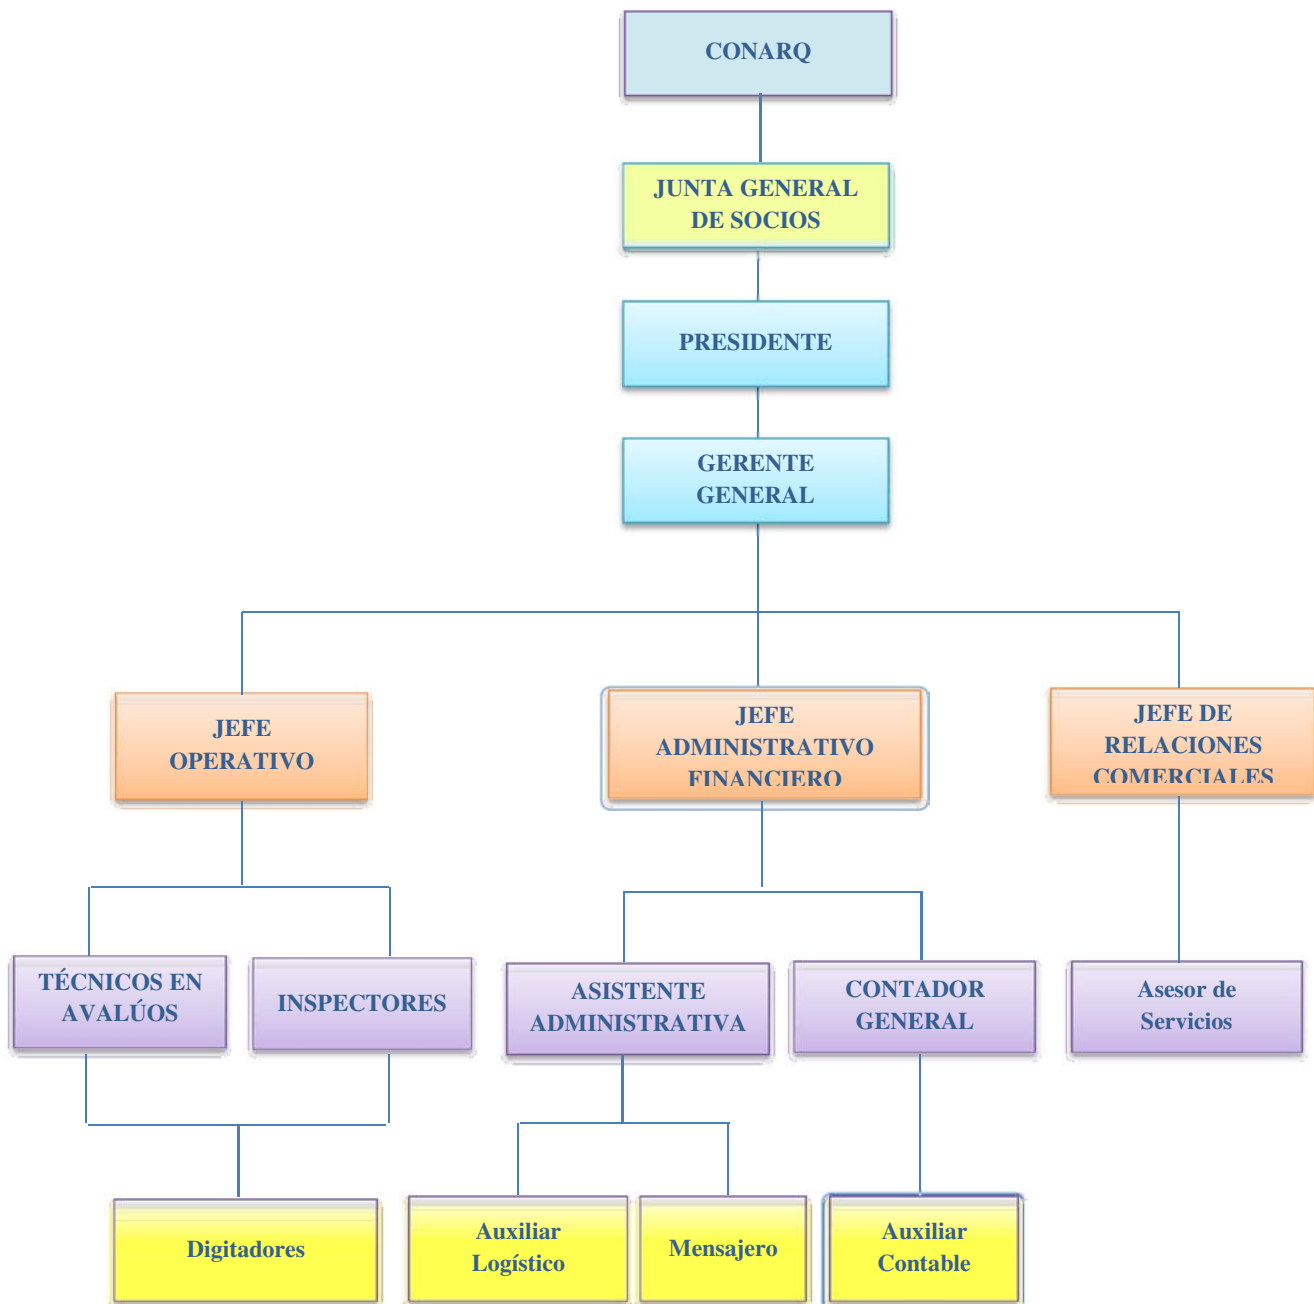 CONARQ
JUNTA GENERAL
DE SOCIOS
PRESIDENTE
GERENTE
GENERAL
JEFE
OPERATIVO
JEFE
ADMINISTRATIVO
FINANCIERO
JEFE DE
RELACIONES
COMERCIALES
TÉCNICOS EN
AVALÚOS
INSPECTORES
ASISTENTE
ADMINISTRATIVA
CONTADOR
GENERAL
Asesor de
Servicios
Digitadores
Auxiliar
Logístico
Mensajero
Auxiliar
Contable